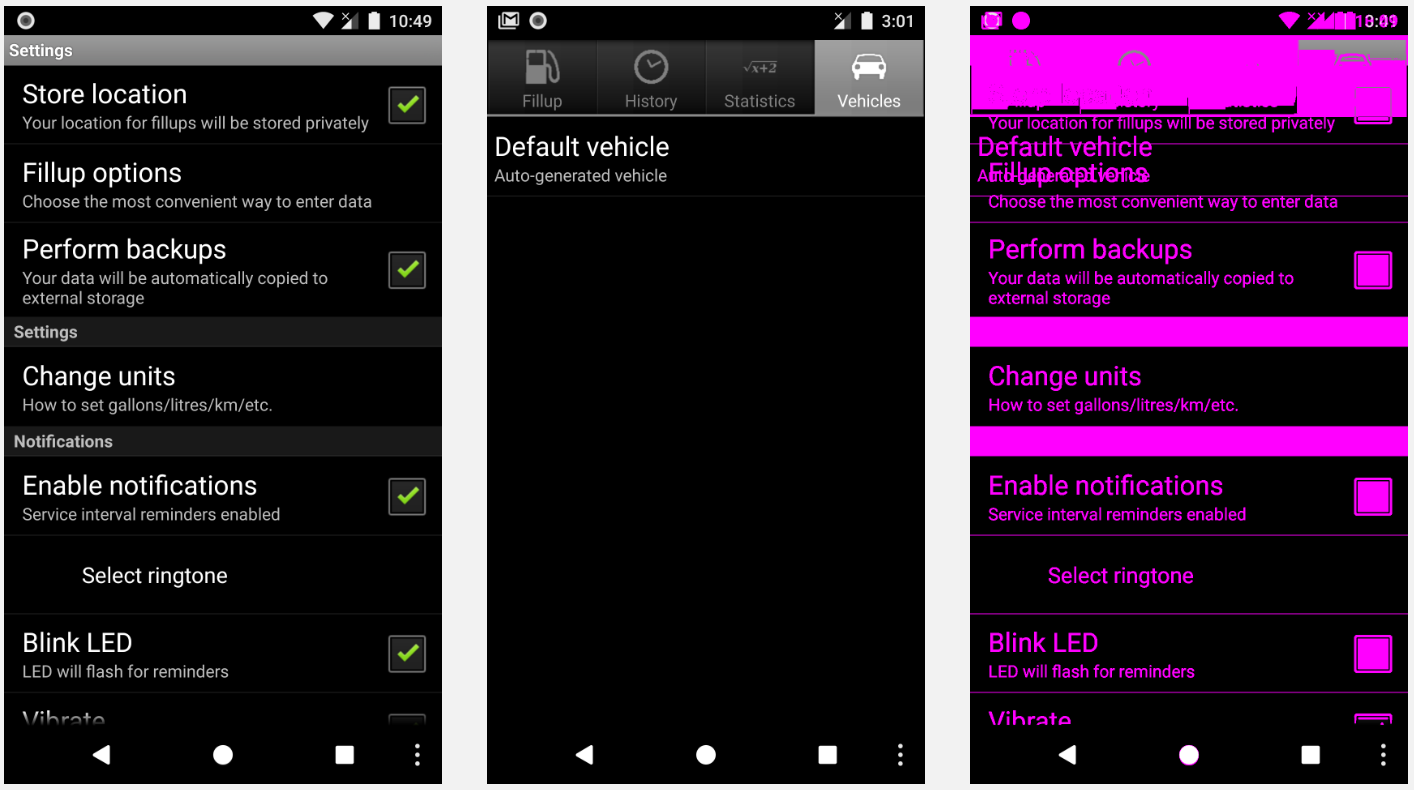 10:49
Settings
Store location
Your location for fillups will be stored privately
Fillup options
Choose the most convenient way to enter data
Perform backups
Your data will be automatically copied to
external storage
Settings
Change units
How to set gallons/litres/km/etc.
Notifications
Enable notifications
Service interval reminders enabled
Select ringtone
Blink LED
LED will flash for reminders
Vibrate
3:01
√x+2
Fillup
History
Statistics
Vehicles
Default vehicle
Auto-generated vehicle
Your location for fillups will be stored privately
Default vehicle
Fillup options
Auto-generated vehicle
Choose the most convenient way to enter data
Perform backups
Your data will be automatically copied to
external storage
Change units
How to set gallons/litres/km/etc.
Enable notifications
Service interval reminders enabled
Select ringtone
Blink LED
LED will flash for reminders
Vibrate